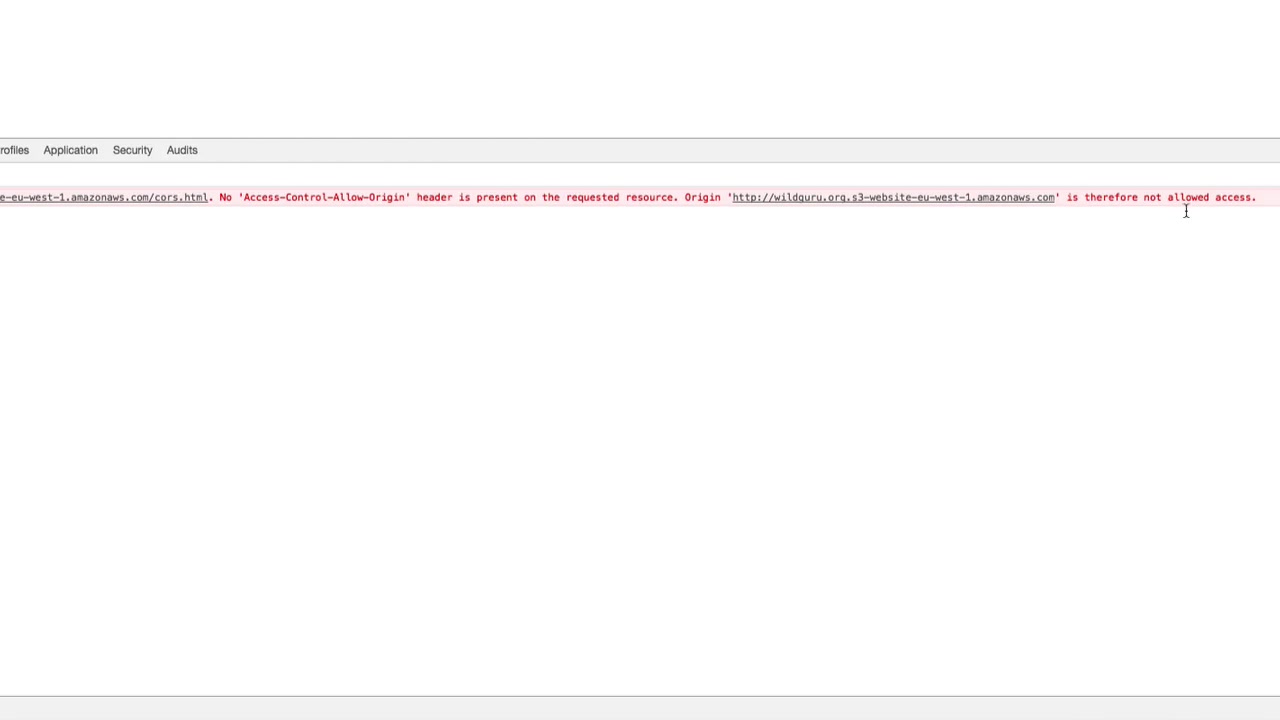 rofiles Application Security Audits
e-eu-west-1.amazonaws.com/cors.html. No 'Access-Control-Allow-Origin' header is present on the requested resource. Origin 'http://wildguru.org.s3-website-eu-west-1.amazonaws.com' is therefore not allowed access.